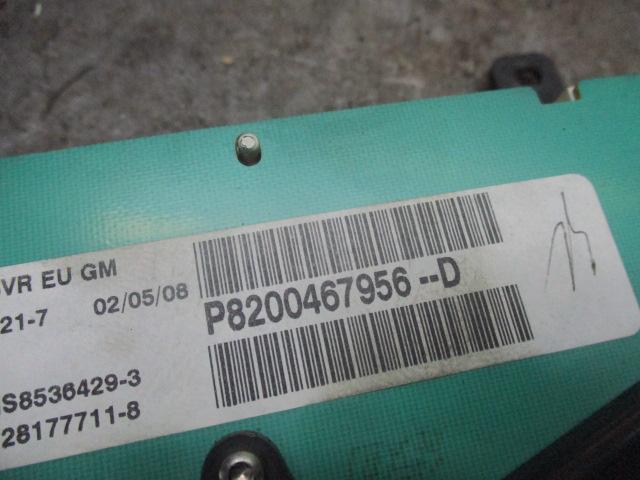 VR EU GM
21-7 02/05/08
P8200467956--D
S8536429-3
28177711-8